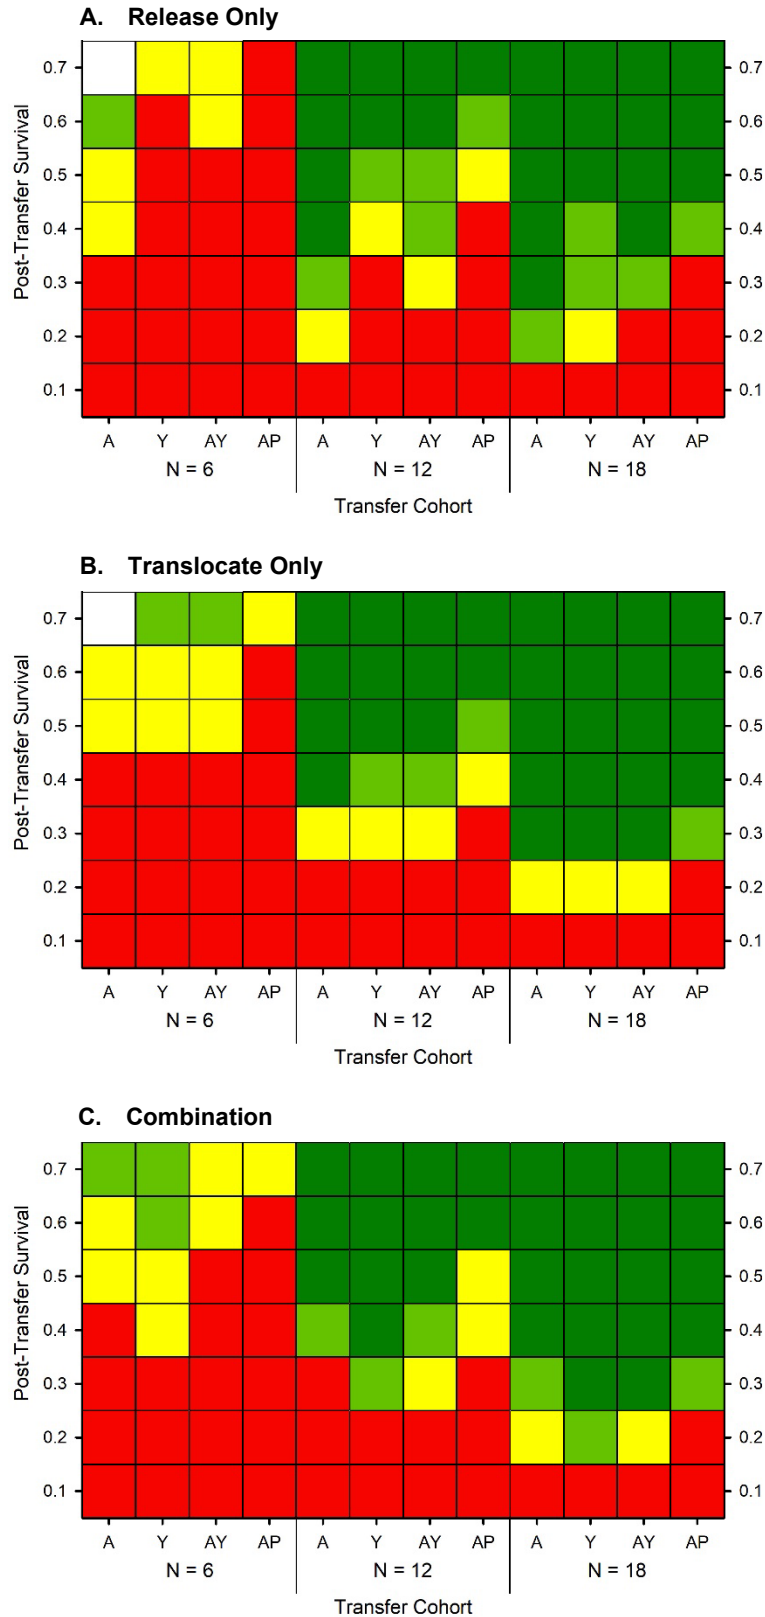 A. Release Only
Post-Transfer Survival
0.7 0.7
0.6 0.6
0.5 0.5
0.4 0.4
0.3 0.3
0.2 0.2
0.1 0.1
A Y AY AP A Y AY AP A Y AY AP
N = 6 N = 12 N = 18
Transfer Cohort
B. Translocate Only
Post-Transfer Survival
0.7 0.7
0.6 0.6
0.5 0.5
0.4 0.4
0.3 0.3
0.2 0.2
0.1 0.1
A Y AY AP A Y AY AP A Y AY AP
N = 6 N = 12 N = 18
Transfer Cohort
C. Combination
Post-Transfer Survival
0.7 0.7
0.6 0.6
0.5 0.5
0.4 0.4
0.3 0.3
0.2 0.2
0.1 0.1
A Y AY AP A Y AY AP A Y AY AP
N = 6 N = 12 N = 18
Transfer Cohort